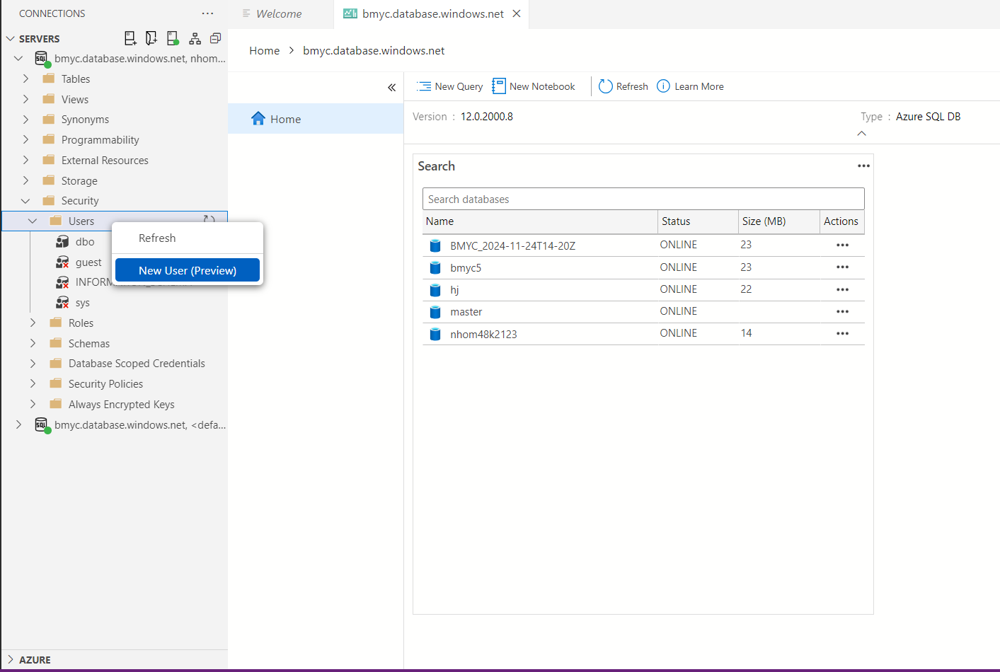 CONNECTIONS
SERVERS
bmyc.database.windows.net, nhom...
Tables
Views
Synonyms
Programmability
External Resources
Storage
Security
Users
dbo
guest
sys
Roles
Schemas
Database Scoped Credentials
Security Policies
Always Encrypted Keys
bmyc.database.windows.net, <defa...
AZURE
Refresh
New User (Preview)
Welcome
bmyc.database.windows.net
Home > bmyc.database.windows.net
Home
New Query New Notebook Refresh Learn More
Version : 12.0.2000.8 Type : Azure SQL DB
Search
Search databases
Name Status Size (MB) Actions
BMYC_2024-11-24T14-20Z ONLINE 23
bmyc5 ONLINE 23
hj ONLINE 22
master ONLINE
nhom48k2123 ONLINE 14